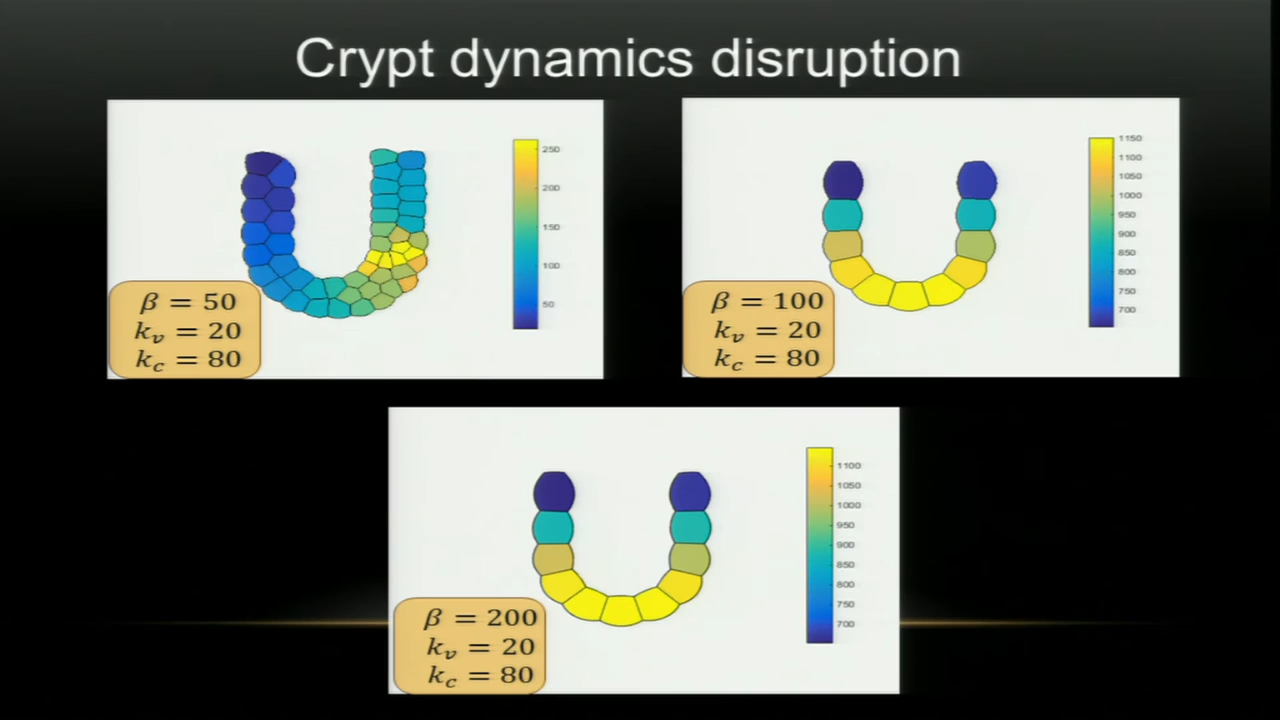 Crypt dynamics disruption
250
200
150
100
50
β = 50
k_v = 20
k_c = 80
1150
1100
1050
1000
950
900
850
800
750
700
β = 100
k_v = 20
k_c = 80
1100
1050
1000
950
900
850
800
750
700
β = 200
k_v = 20
k_c = 80